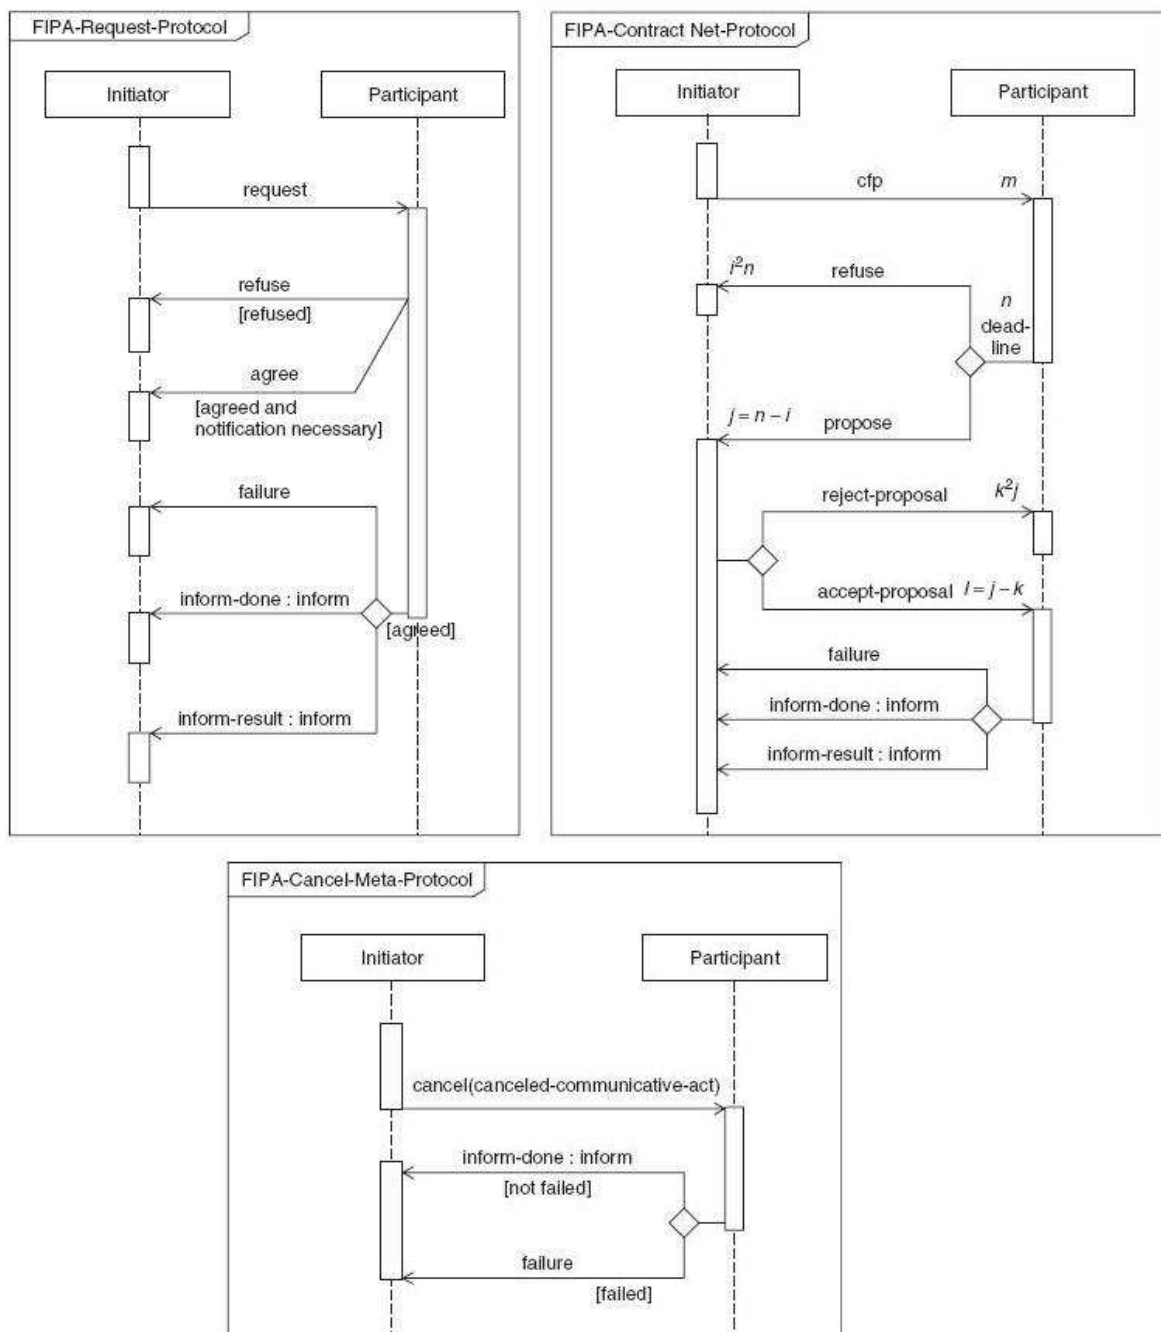 FIPA-Request-Protocol
Initiator
Participant
request
refuse
[refused]
agree
[agreed and
notification necessary]
failure
inform-done : inform
[agreed]
inform-result : inform
FIPA-Contract Net-Protocol
Initiator
Participant
cfp
m
i²n
refuse
n
dead-
line
j = n – i
propose
reject-proposal
k²j
accept-proposal
l = j – k
failure
inform-done : inform
inform-result : inform
FIPA-Cancel-Meta-Protocol
Initiator
Participant
cancel(canceled-communicative-act)
inform-done : inform
[not failed]
failure
[failed]